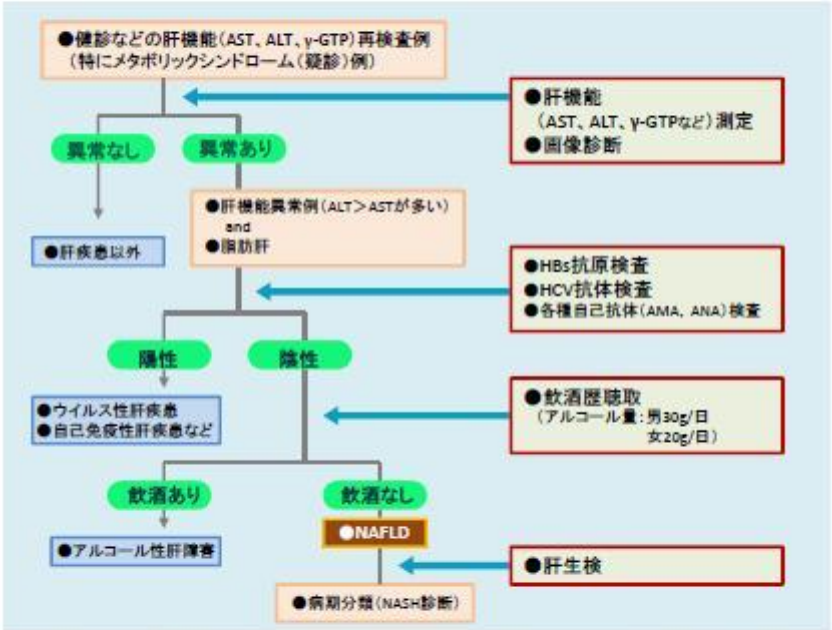 ●健診などの肝機能(AST、ALT、γ-GTP)再検査例
(特にメタボリックシンドローム(疑診)例)
●肝機能
(AST、ALT、γ-GTPなど)測定
●画像診断
異常なし
異常あり
●肝機能異常例(ALT>ASTが多い)
and
●脂肪肝
●肝疾患以外
●HBs抗原検査
●HCV抗体検査
●各種自己抗体(AMA, ANA)検査
陽性
陰性
●ウイルス性肝疾患
●自己免疫性肝疾患など
●飲酒歴聴取
(アルコール量:男30g/日
女20g/日)
飲酒あり
飲酒なし
●NAFLD
●アルコール性肝障害
●肝生検
●病期分類(NASH診断)